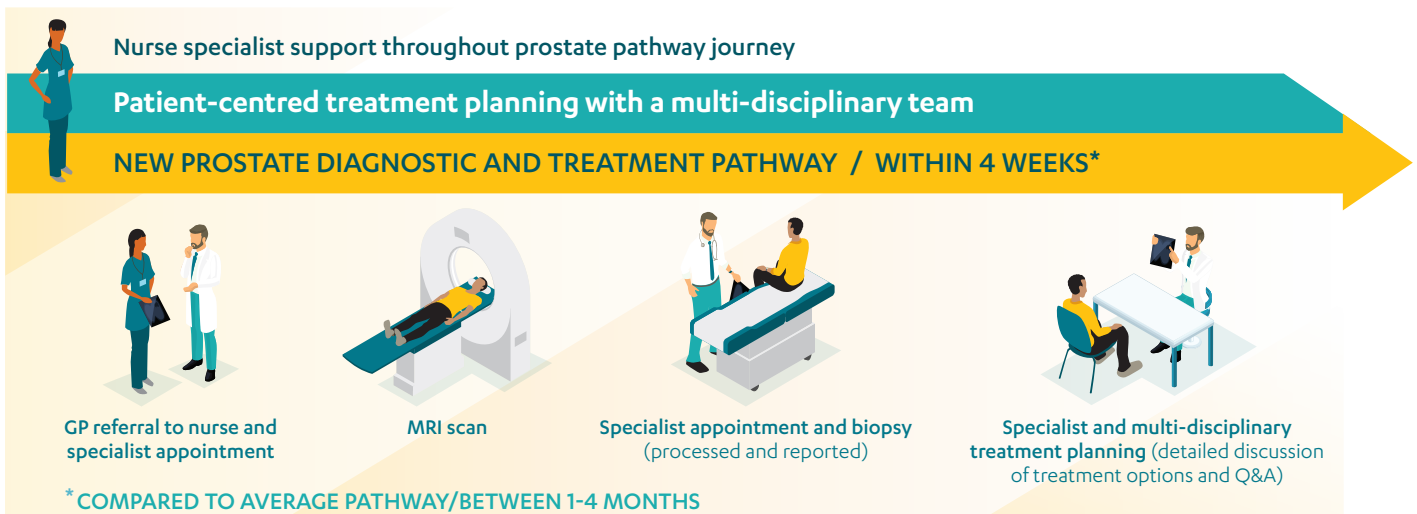 Nurse specialist support throughout prostate pathway journey
Patient-centred treatment planning with a multi-disciplinary team
NEW PROSTATE DIAGNOSTIC AND TREATMENT PATHWAY / WITHIN 4 WEEKS*
GP referral to nurse and
specialist appointment
MRI scan
Specialist appointment and biopsy
(processed and reported)
Specialist and multi-disciplinary
treatment planning (detailed discussion
of treatment options and Q&A)
*COMPARED TO AVERAGE PATHWAY/BETWEEN 1-4 MONTHS